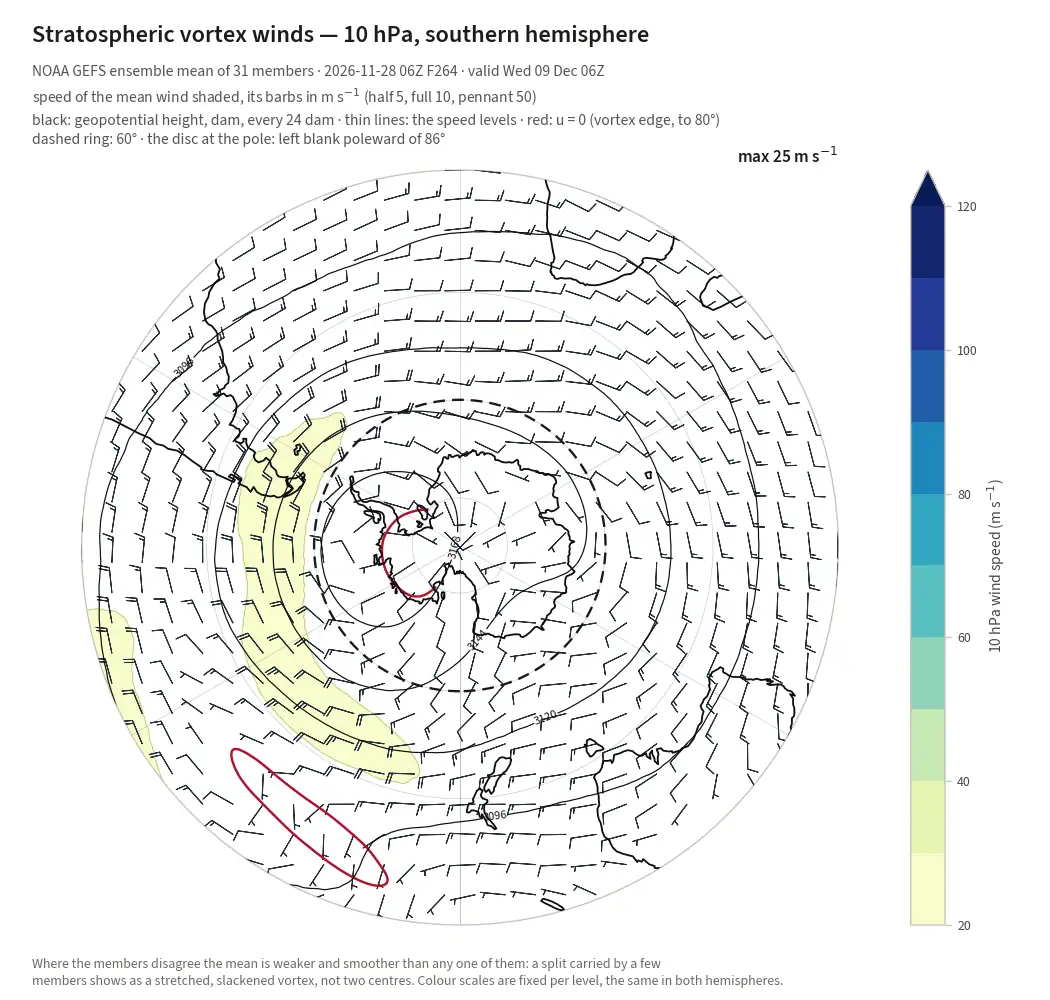 Stratospheric vortex winds — 10 hPa, southern hemisphere
NOAA GEFS ensemble mean of 31 members · 2026-11-28 06Z F264 · valid Wed 09 Dec 06Z
speed of the mean wind shaded, its barbs in m s⁻¹ (half 5, full 10, pennant 50)
black: geopotential height, dam, every 24 dam · thin lines: the speed levels · red: u = 0 (vortex edge, to 80°)
dashed ring: 60° · the disc at the pole: left blank poleward of 86°
max 25 m s⁻¹
120
100
80
60
40
20
10 hPa wind speed (m s⁻¹)
3096
3168
3144
3120
3096
Where the members disagree the mean is weaker and smoother than any one of them: a split carried by a few
members shows as a stretched, slackened vortex, not two centres. Colour scales are fixed per level, the same in both hemispheres.